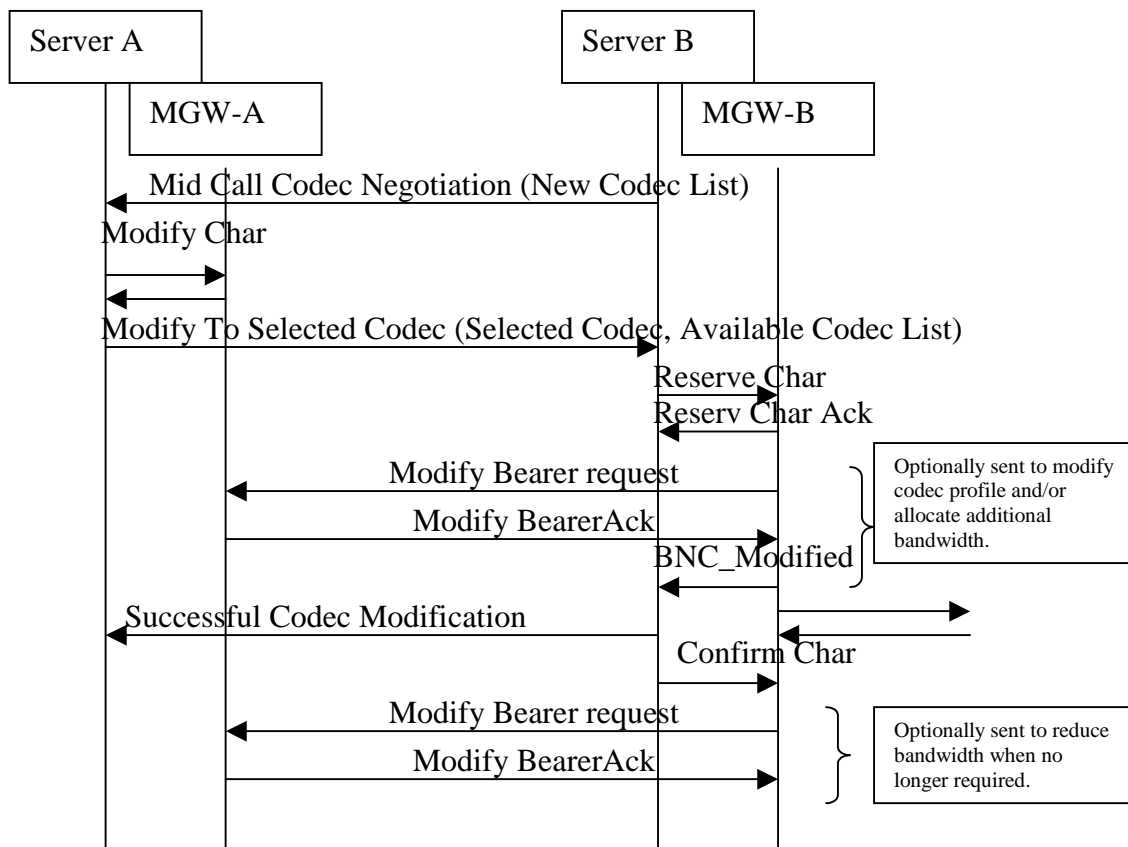 Server A
Server B
MGW-A
MGW-B
Mid Call Codec Negotiation (New Codec List)
Modify Char
Modify To Selected Codec (Selected Codec, Available Codec List)
Reserve Char
Reserv Char Ack
Modify Bearer request
Optionally sent to modify
codec profile and/or
allocate additional
bandwidth.
Modify BearerAck
BNC_Modified
Successful Codec Modification
Confirm Char
Modify Bearer request
Optionally sent to reduce
bandwidth when no
longer required.
Modify BearerAck